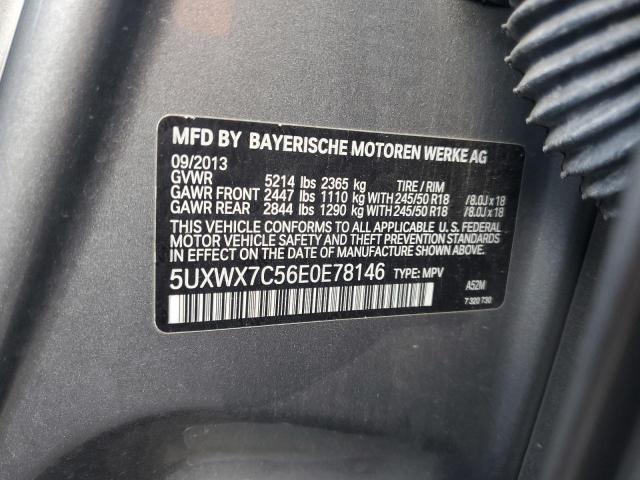 MFD BY BAYERISCHE MOTOREN WERKE AG
09/2013
GVWR 5214 lbs 2365 kg TIRE / RIM
GAWR FRONT 2447 lbs 1110 kg WITH 245/50 R18 /8.0J x 18
GAWR REAR 2844 lbs 1290 kg WITH 245/50 R18 /8.0J x 18
THIS VEHICLE CONFORMS TO ALL APPLICABLE U.S. FEDERAL
MOTOR VEHICLE SAFETY AND THEFT PREVENTION STANDARDS
IN EFFECT ON THE DATE OF MANUFACTURE SHOWN ABOVE.
5UXWX7C56E0E78146 TYPE: MPV A52M
7 320 730